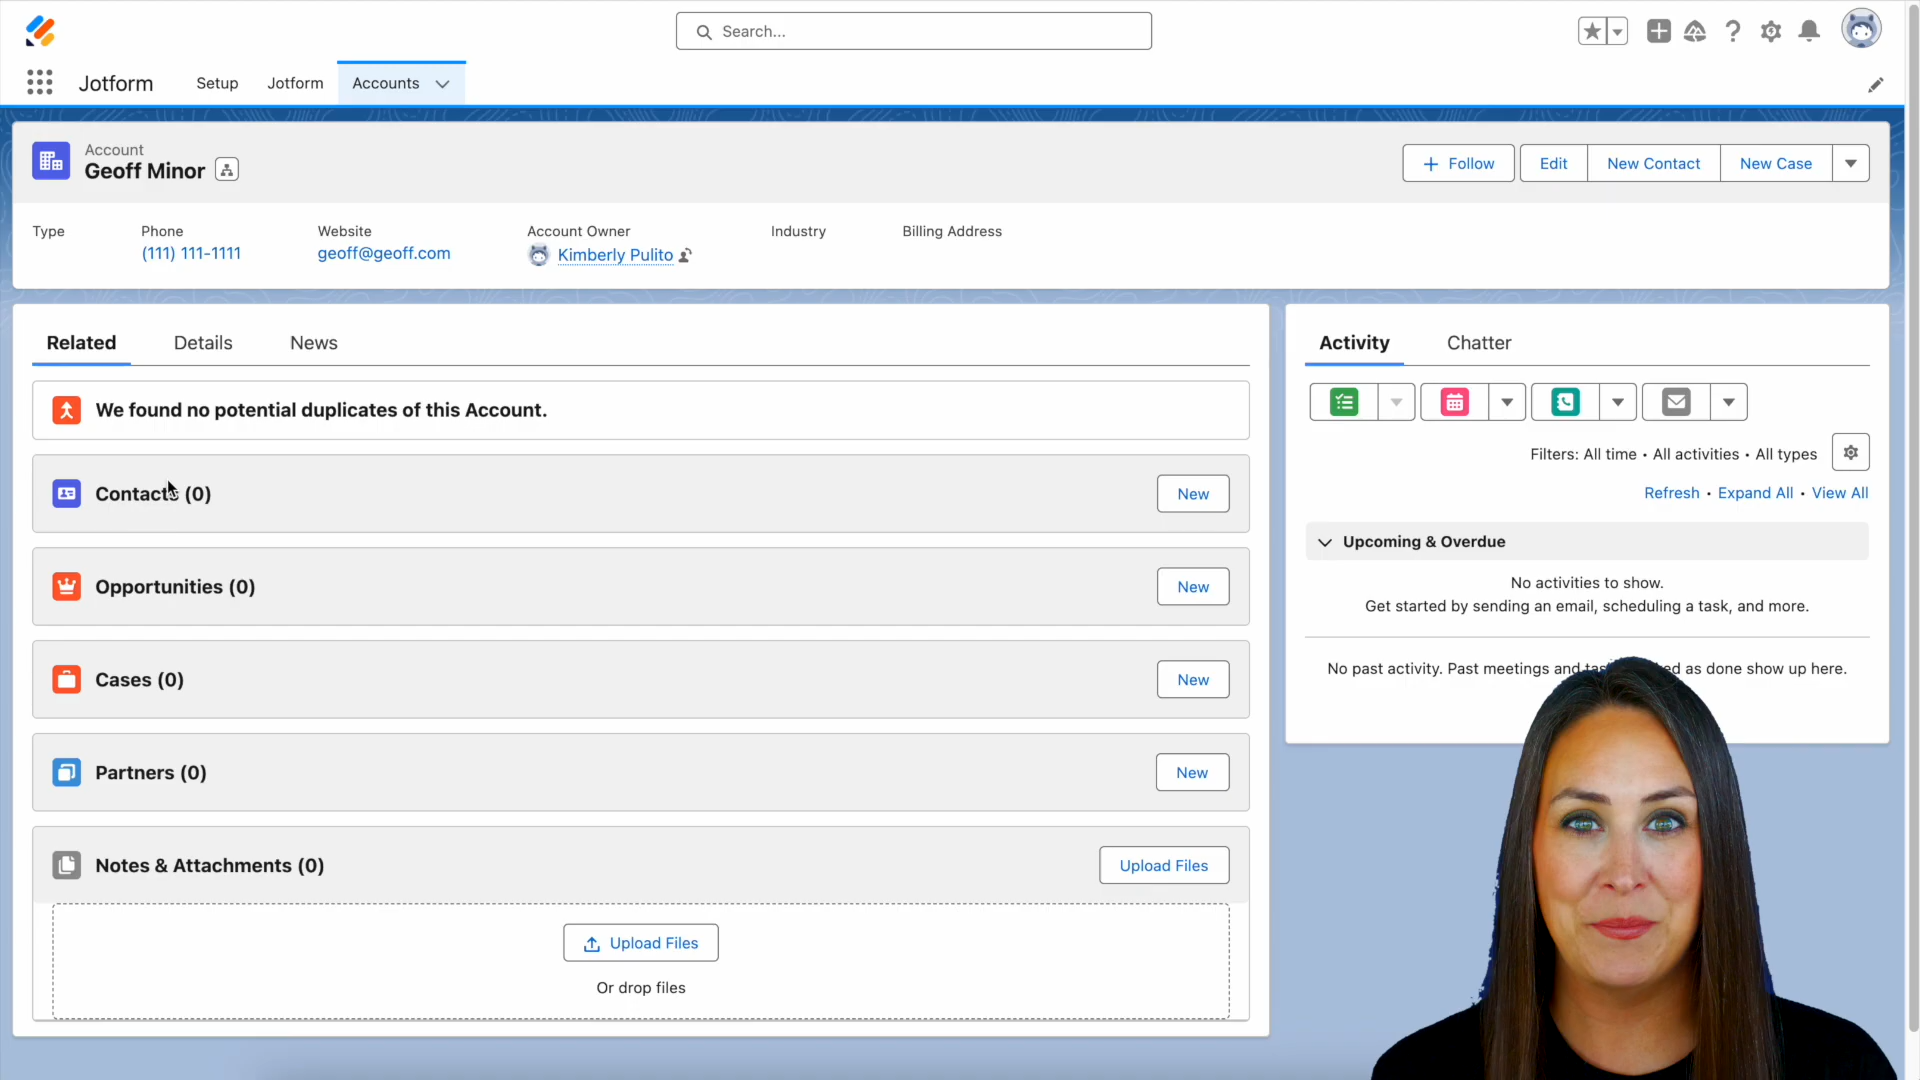 Search...
Jotform
Setup
Jotform
Accounts
Account
Geoff Minor
Follow
Edit
New Contact
New Case
Type
Phone
Website
Account Owner
Industry
Billing Address
(111) 111-1111
geoff@geoff.com
Kimberly Pulito
Related
Details
News
Activity
Chatter
We found no potential duplicates of this Account.
Filters: All time • All activities • All types
Contacts (0)
New
Refresh • Expand All • View All
Upcoming & Overdue
Opportunities (0)
New
No activities to show.
Get started by sending an email, scheduling a task, and more.
Cases (0)
New
No past activity. Past meetings and as done show up here.
Partners (0)
New
Notes & Attachments (0)
Upload Files
Upload Files
Or drop files